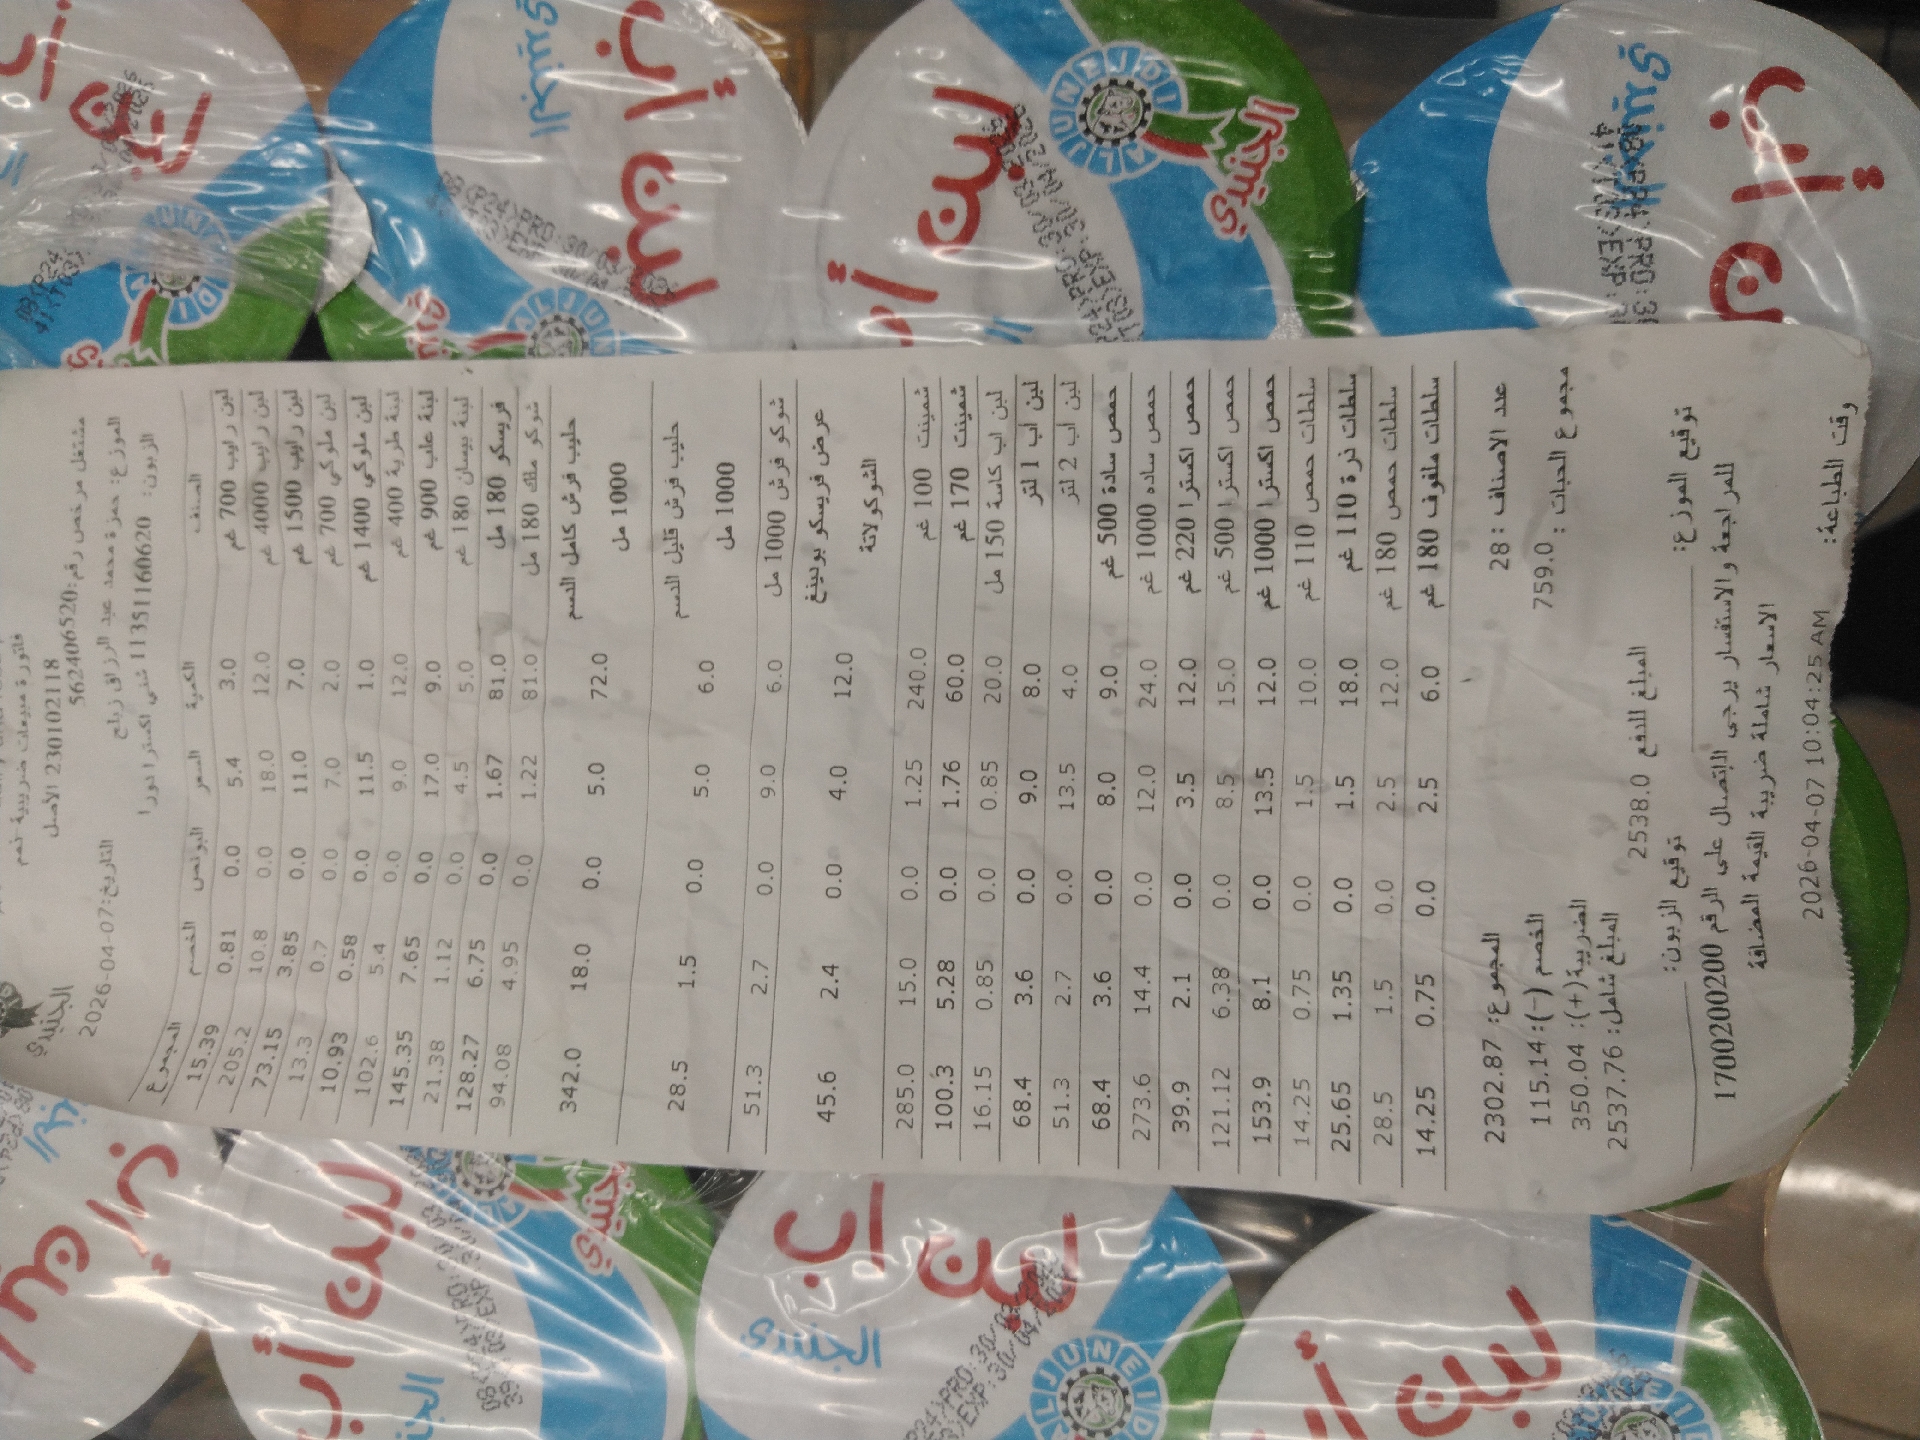 الجنيدي
فاتورة مبيعات ضريبية
مشتغل مرخص رقم:562406520
230102118 الاصل
الموزع: حمزة محمد عبد الرزاق زبلح
التاريخ:2026-04-07
الزبون: 11351160620 شني اكسترا دورا
الصنف الكمية السعر البونص الخصم المجموع
لبن رايب 700 غم 3.0 5.4 0.0 0.81 15.39
لبن رايب 4000 غم 12.0 18.0 0.0 10.8 205.2
لبن رايب 1500 غم 7.0 11.0 0.0 3.85 73.15
لبن ملوكي 700 غم 2.0 7.0 0.0 0.7 13.3
لبن ملوكي 1400 غم 1.0 11.5 0.0 0.58 10.93
لبنة طرية 400 غم 12.0 9.0 0.0 5.4 102.6
لبنة علب 900 غم 9.0 17.0 0.0 7.65 145.35
لبنة بيسان 180 غم 5.0 4.5 0.0 1.12 21.38
فريسكو 180 مل 81.0 1.67 0.0 6.75 128.27
شوكو ملك 180 مل 81.0 1.22 0.0 4.95 94.08
حليب فرش كامل الدسم 72.0 5.0 0.0 18.0 342.0
1000 مل
حليب فرش قليل الدسم 6.0 5.0 0.0 1.5 28.5
1000 مل
شوكو فرش 1000 مل 6.0 9.0 0.0 2.7 51.3
عرض فريسكو بودينغ 12.0 4.0 0.0 2.4 45.6
الشوكولاتة
شمينت 100 غم 240.0 1.25 0.0 15.0 285.0
شمينت 170 غم 60.0 1.76 0.0 5.28 100.3
لبن اب كاسة 150 مل 20.0 0.85 0.0 0.85 16.15
لبن اب 1 لتر 8.0 9.0 0.0 3.6 68.4
لبن اب 2 لتر 4.0 13.5 0.0 2.7 51.3
حمص سادة 500 غم 9.0 8.0 0.0 3.6 68.4
حمص ساده 1000 غم 24.0 12.0 0.0 14.4 273.6
حمص اكسترا 220 غم 12.0 3.5 0.0 2.1 39.9
حمص اكسترا 500 غم 15.0 8.5 0.0 6.38 121.12
حمص اكسترا 1000 غم 12.0 13.5 0.0 8.1 153.9
سلطات حمص 110 غم 10.0 1.5 0.0 0.75 14.25
سلطات ذرة 110 غم 18.0 1.5 0.0 1.35 25.65
سلطات حمص 180 غم 12.0 2.5 0.0 1.5 28.5
سلطات ملفوف 180 غم 6.0 2.5 0.0 0.75 14.25
عدد الاصناف : 28 المجموع: 2302.87
مجموع الحبات : 759.0 الخصم (-): 115.14
الضريبة(+): 350.04
المبلغ شامل: 2537.76
المبلغ للدفع 2538.0
توقيع الموزع: توقيع الزبون:
للمراجعة والاستفسار يرجى الاتصال على الرقم 1700200200
الاسعار شاملة ضريبة القيمة المضافة
وقت الطباعة: 2026-04-07 10:04:25 AM
لبن أب
الجنيدي
ALJUNEIDI
لبن أب
الجنيدي
لبن أب
الجنيدي
لبن أب
الجنيدي
ALJUNEIDI
لبن أب